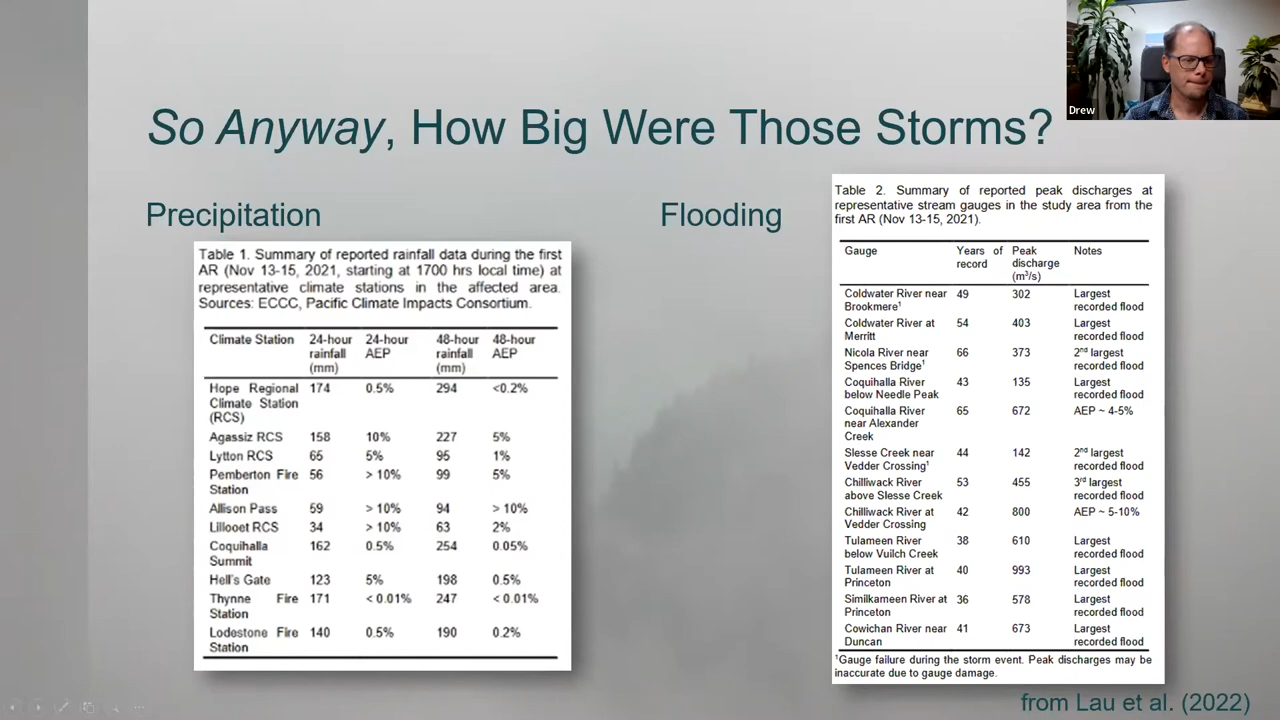 Drew
So Anyway, How Big Were Those Storms?
Precipitation
Table 1. Summary of reported rainfall data during the first
AR (Nov 13-15, 2021, starting at 1700 hrs local time) at
representative climate stations in the affected area.
Sources: ECCC, Pacific Climate Impacts Consortium.
Climate Station 24-hour 24-hour 48-hour 48-hour
rainfall AEP rainfall AEP
(mm) (mm)
Hope Regional 174 0.5% 294 <0.2%
Climate Station
(RCS)
Agassiz RCS 158 10% 227 5%
Lytton RCS 65 5% 95 1%
Pemberton Fire 56 > 10% 99 5%
Station
Allison Pass 59 > 10% 94 > 10%
Lillooet RCS 34 > 10% 63 2%
Coquihalla 162 0.5% 254 0.05%
Summit
Hell's Gate 123 5% 198 0.5%
Thynne Fire 171 < 0.01% 247 < 0.01%
Station
Lodestone Fire 140 0.5% 190 0.2%
Station
Flooding
Table 2. Summary of reported peak discharges at
representative stream gauges in the study area from the
first AR (Nov 13-15, 2021).
Gauge Years of Peak Notes
record discharge
(m³/s)
Coldwater River near 49 302 Largest
Brookmere¹ recorded flood
Coldwater River at 54 403 Largest
Merritt recorded flood
Nicola River near 66 373 2nd largest
Spences Bridge¹ recorded flood
Coquihalla River 43 135 Largest
below Needle Peak recorded flood
Coquihalla River 65 672 AEP ~ 4-5%
near Alexander
Creek
Slesse Creek near 44 142 2nd largest
Vedder Crossing¹ recorded flood
Chilliwack River 53 455 3rd largest
above Slesse Creek recorded flood
Chilliwack River at 42 800 AEP ~ 5-10%
Vedder Crossing
Tulameen River 38 610 Largest
below Vuilch Creek recorded flood
Tulameen River at 40 993 Largest
Princeton recorded flood
Similkameen River at 36 578 Largest
Princeton recorded flood
Cowichan River near 41 673 Largest
Duncan recorded flood
¹Gauge failure during the storm event. Peak discharges may be
inaccurate due to gauge damage.
from Lau et al. (2022)